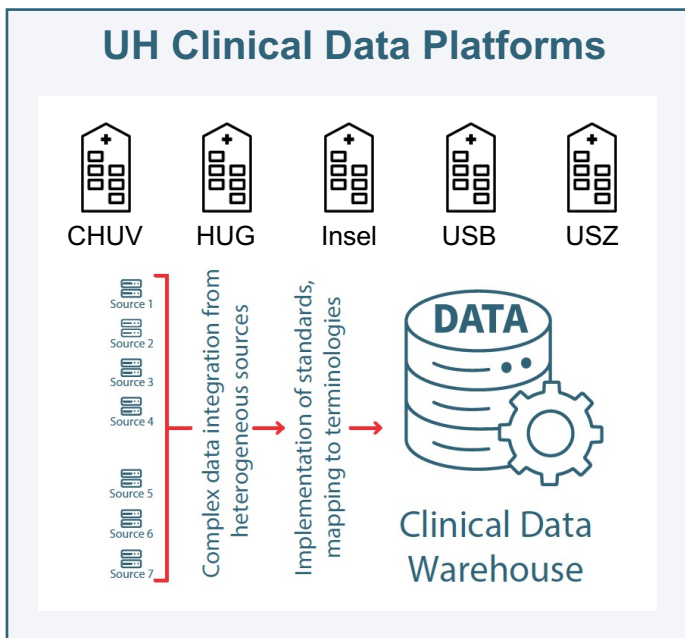 UH Clinical Data Platforms
CHUV
HUG
Insel
USB
USZ
Source 1
Source 2
Source 3
Source 4
Source 5
Source 6
Source 7
Complex data integration from
heterogeneous sources
Implementation of standards,
mapping to terminologies
DATA
Clinical Data
Warehouse